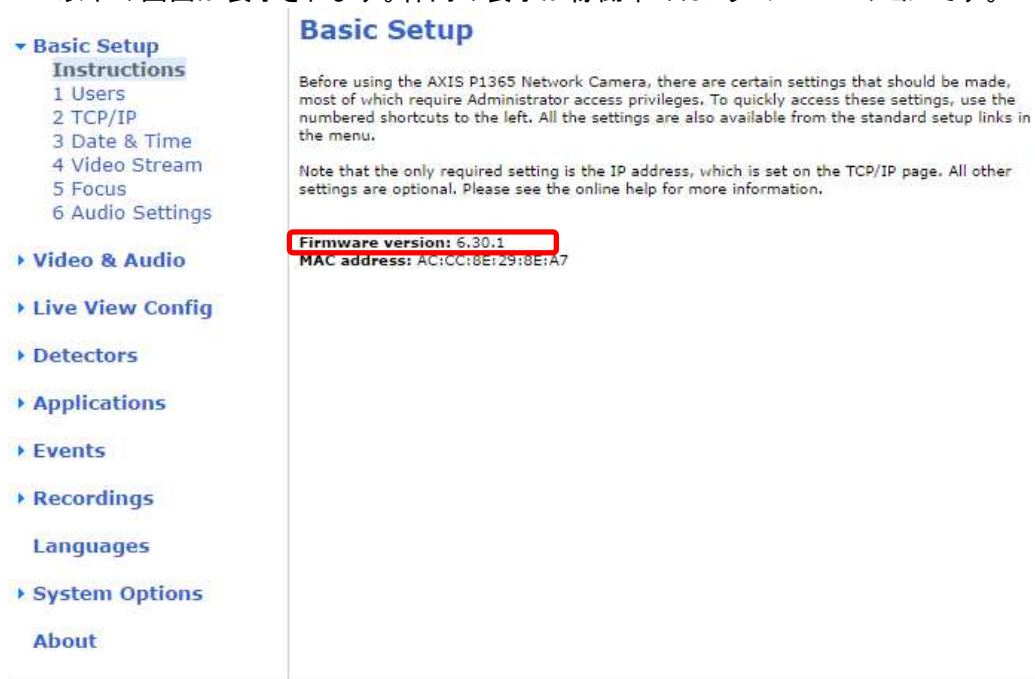 Basic Setup
Instructions
1 Users
2 TCP/IP
3 Date & Time
4 Video Stream
5 Focus
6 Audio Settings
Video & Audio
Live View Config
Detectors
Applications
Events
Recordings
Languages
System Options
About
Basic Setup
Before using the AXIS P1365 Network Camera, there are certain settings that should be made,
most of which require Administrator access privileges. To quickly access these settings, use the
numbered shortcuts to the left. All the settings are also available from the standard setup links in
the menu.
Note that the only required setting is the IP address, which is set on the TCP/IP page. All other
settings are optional. Please see the online help for more information.
Firmware version: 6.30.1
MAC address: AC:CC:8E:29:8E:A7